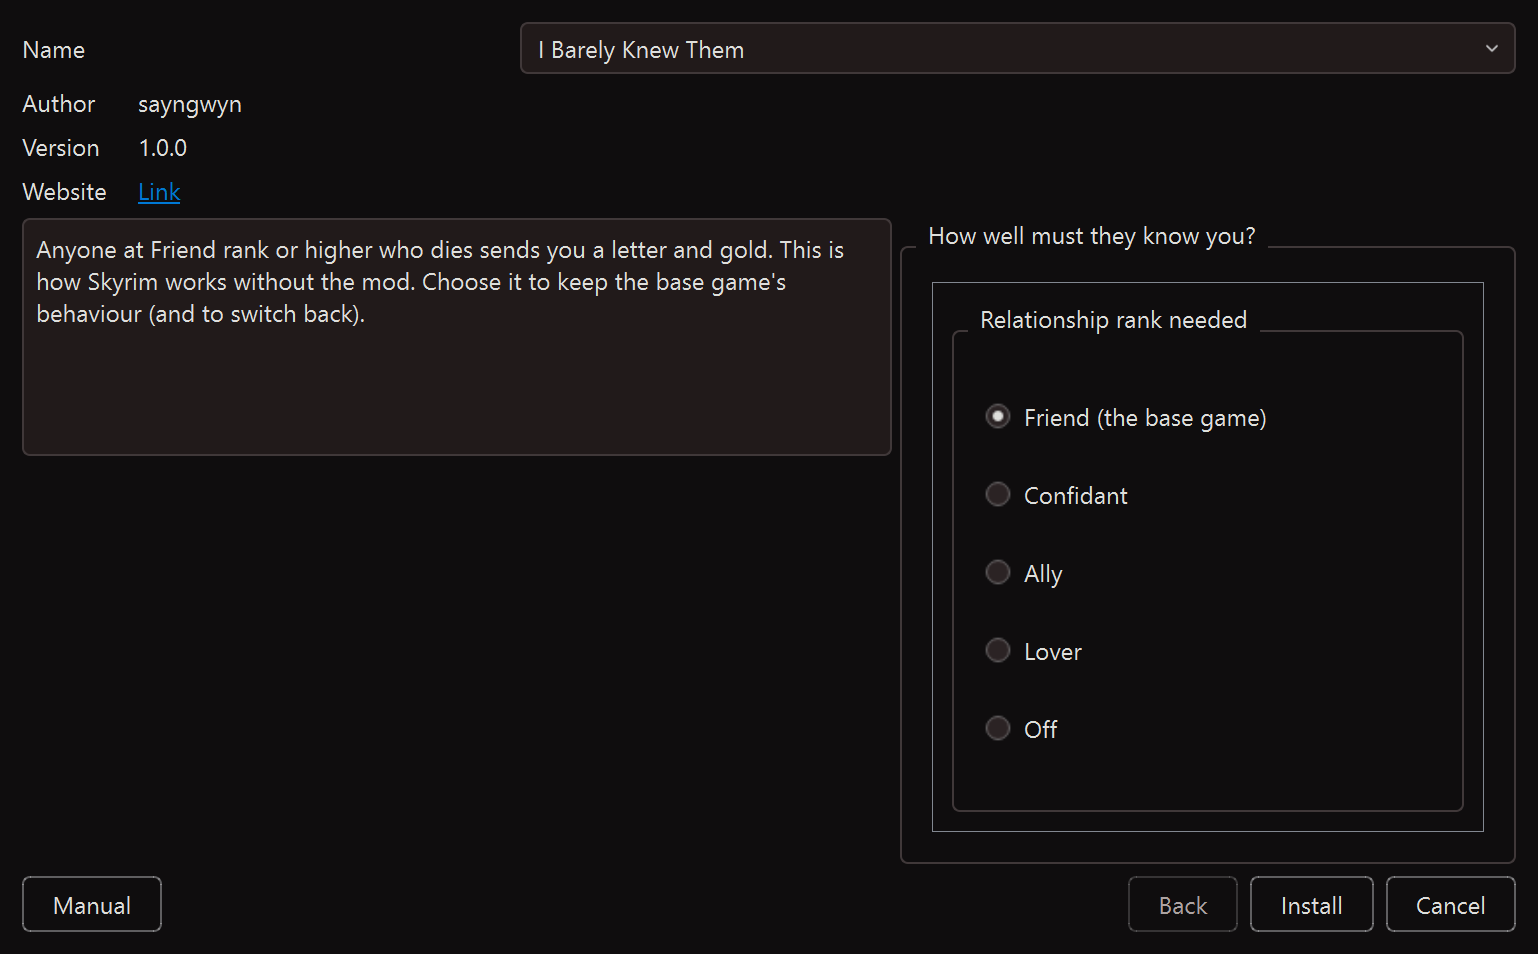 Name
I Barely Knew Them
Author sayngwyn
Version 1.0.0
Website Link
Anyone at Friend rank or higher who dies sends you a letter and gold. This is
how Skyrim works without the mod. Choose it to keep the base game's
behaviour (and to switch back).
How well must they know you?
Relationship rank needed
Friend (the base game)
Confidant
Ally
Lover
Off
Manual
Back
Install
Cancel